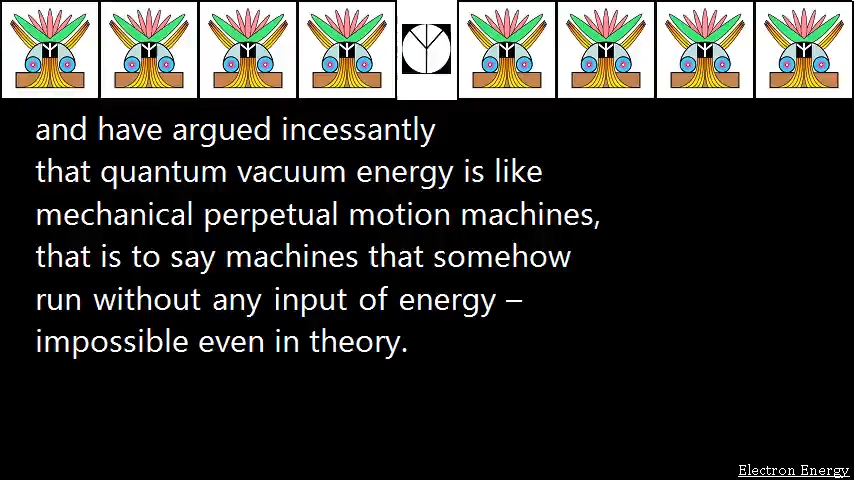 and have argued incessantly
that quantum vacuum energy is like
mechanical perpetual motion machines,
that is to say machines that somehow
run without any input of energy –
impossible even in theory.
Electron Energy